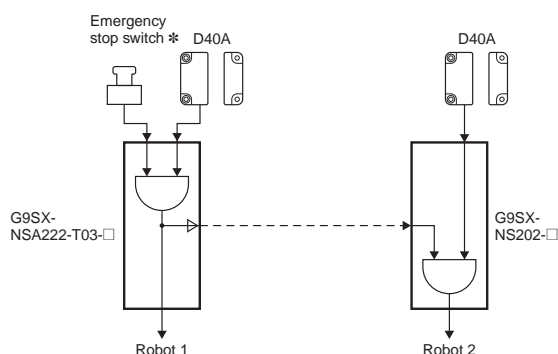 Emergency
stop switch *
D40A
D40A
G9SX-
NSA222-T03-□
G9SX-
NS202-□
Robot 1
Robot 2